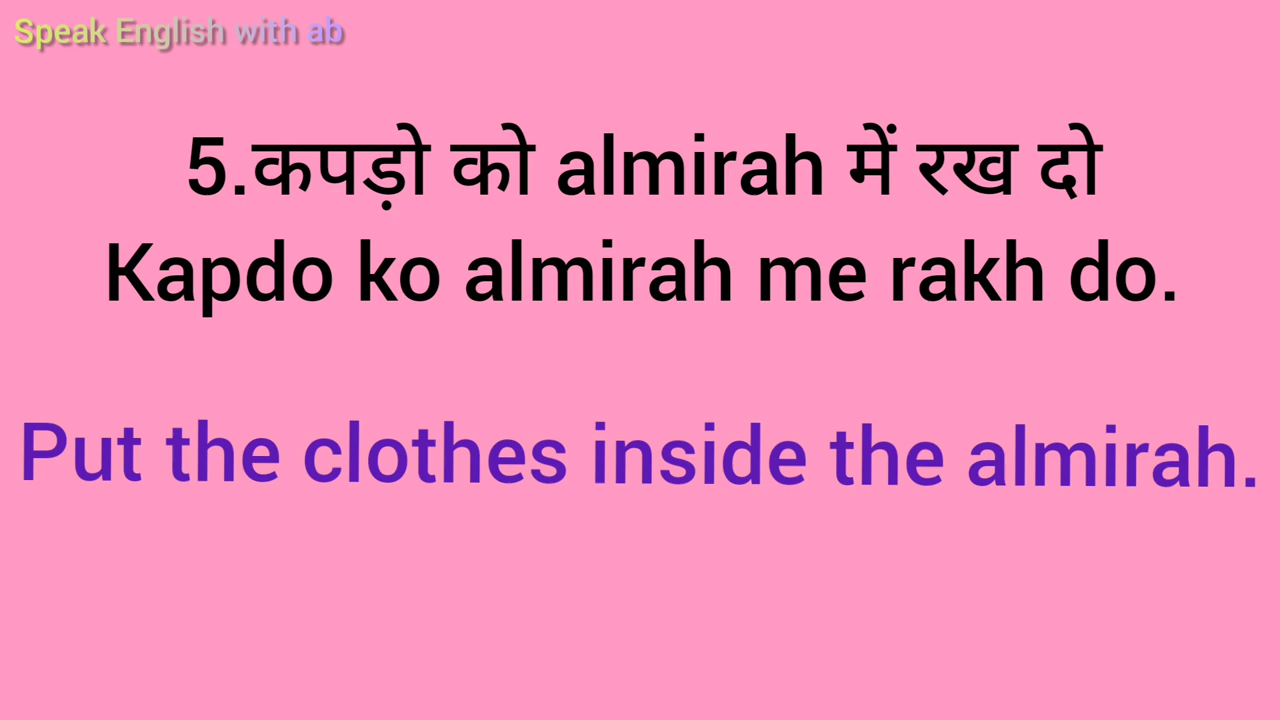 Speak English with ab
5.कपड़ो को almirah में रख दो
Kapdo ko almirah me rakh do.
Put the clothes inside the almirah.